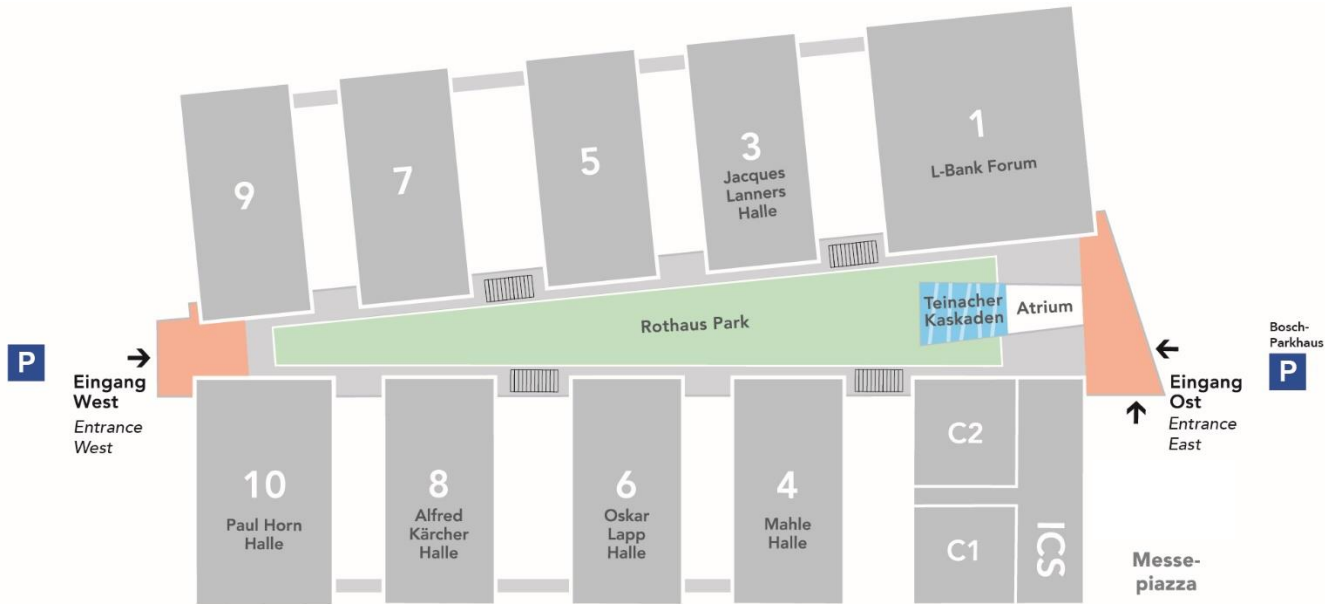 1
L-Bank Forum
3
Jacques
Lanners
Halle
5
7
9
Rothaus Park
Teinacher
Kaskaden
Atrium
P
Eingang
West
Entrance
West
Bosch-
Parkhaus
P
Eingang
Ost
Entrance
East
10
Paul Horn
Halle
8
Alfred
Kärcher
Halle
6
Oskar
Lapp
Halle
4
Mahle
Halle
C2
C1
ICS
Messe-
piazza